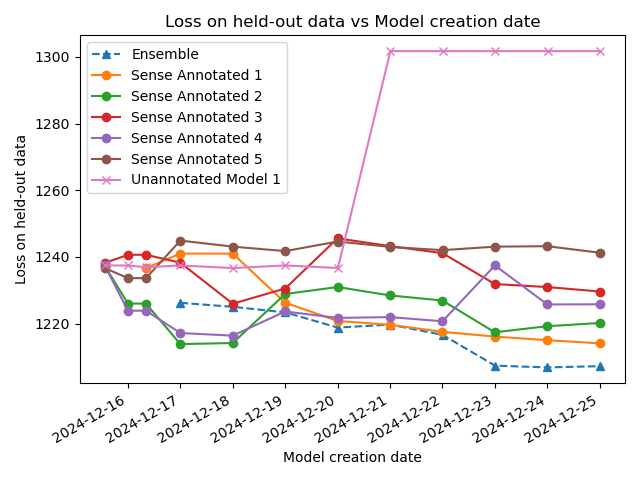 Loss on held-out data vs Model creation date
Loss on held-out data
1300
1280
1260
1240
1220
Ensemble
Sense Annotated 1
Sense Annotated 2
Sense Annotated 3
Sense Annotated 4
Sense Annotated 5
Unannotated Model 1
2024-12-16
2024-12-17
2024-12-18
2024-12-19
2024-12-20
2024-12-21
2024-12-22
2024-12-23
2024-12-24
2024-12-25
Model creation date